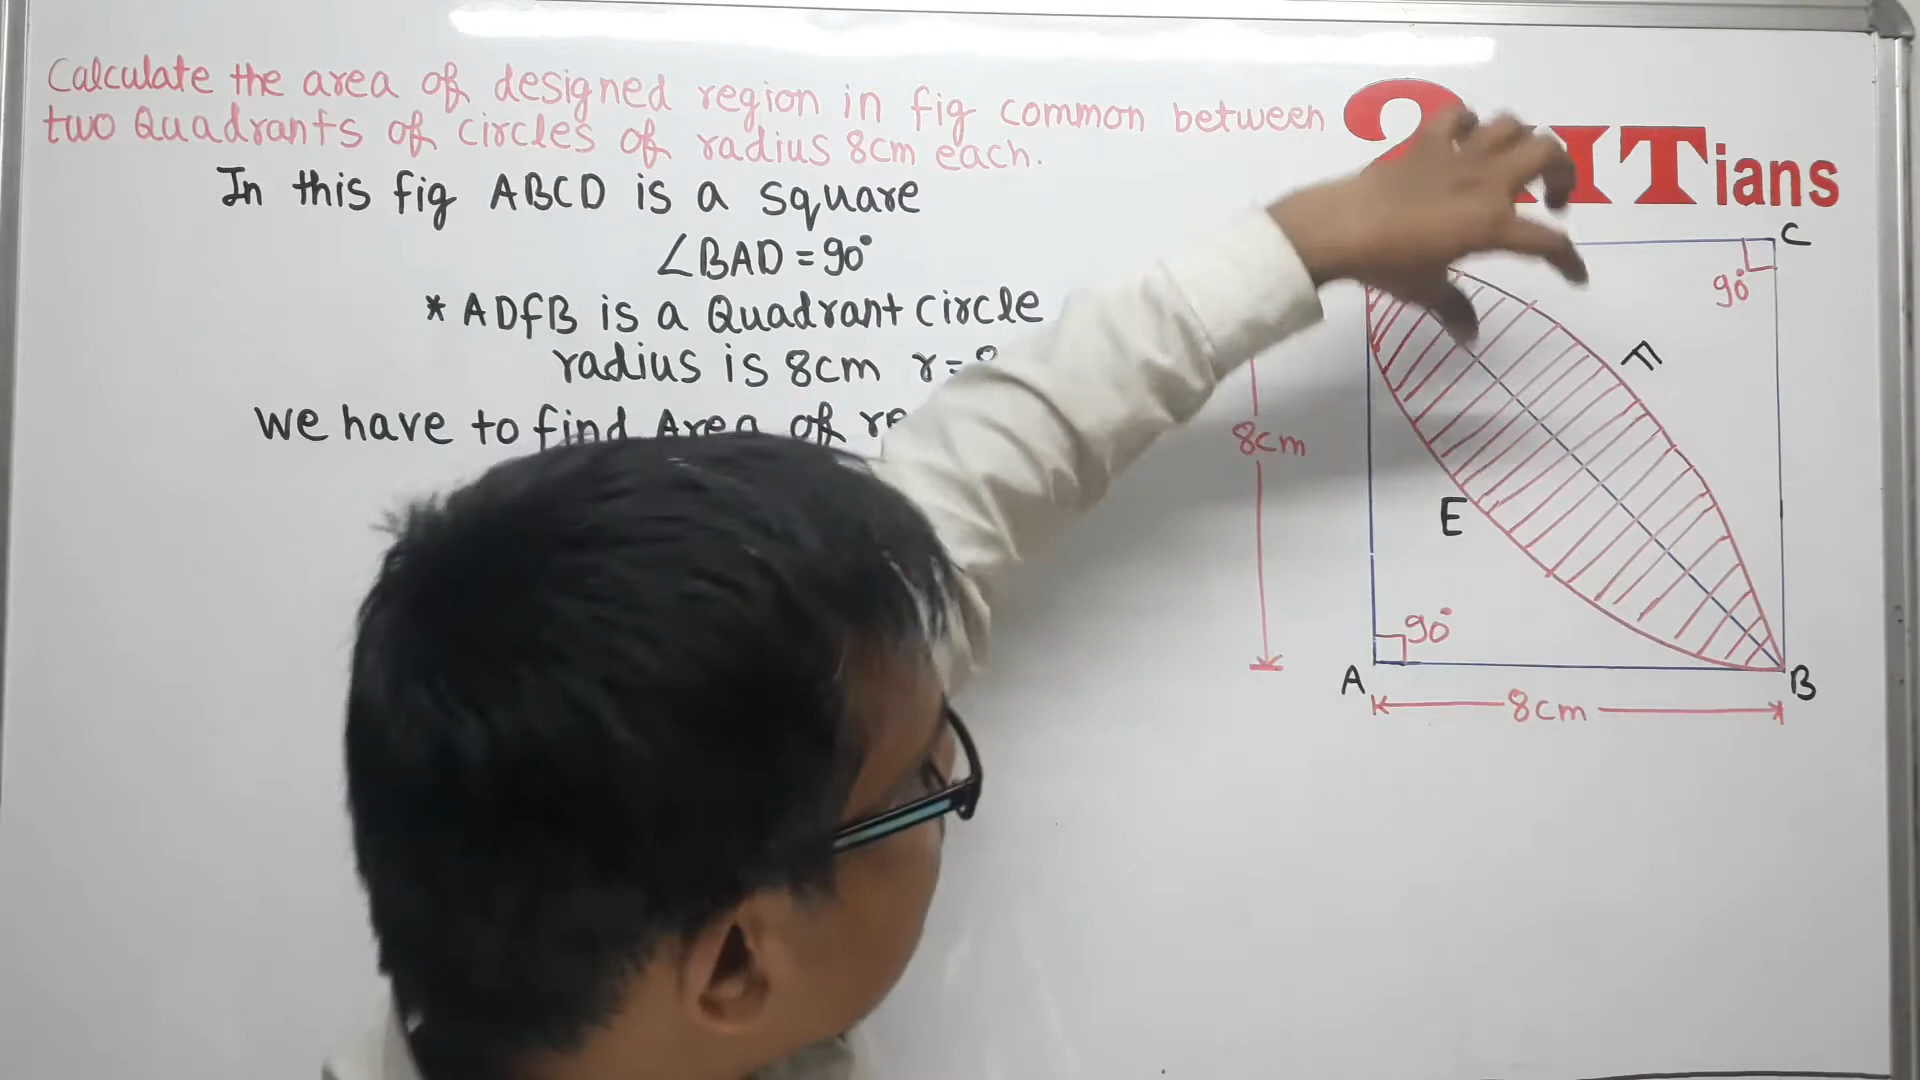 Calculate the area of designed region in fig common between
two Quadrants of circles of radius 8cm each.
In this fig ABCD is a square
∠BAD = 90°
* ADfB is a Quadrant circle
radius is 8cm r=
We have to find Area of
ITians
C
90°
F
8cm
E
90°
A
B
8cm